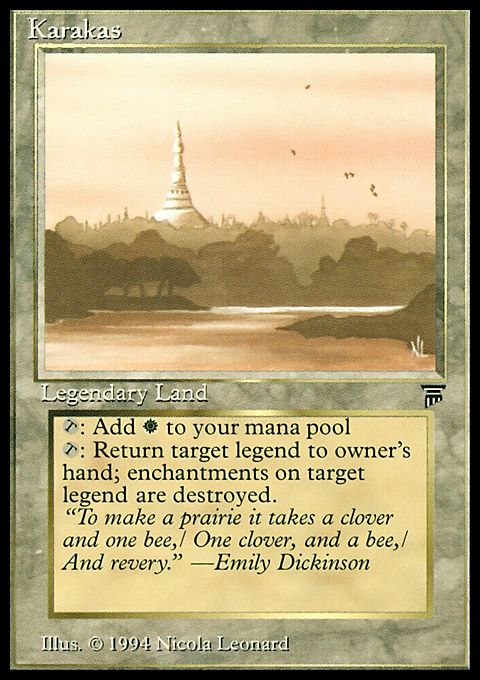 Karakas
NL
Legendary Land
: Add to your mana pool
: Return target legend to owner's
hand; enchantments on target
legend are destroyed.
"To make a prairie it takes a clover
and one bee,/ One clover, and a bee,/
And revery." —Emily Dickinson
Illus. © 1994 Nicola Leonard